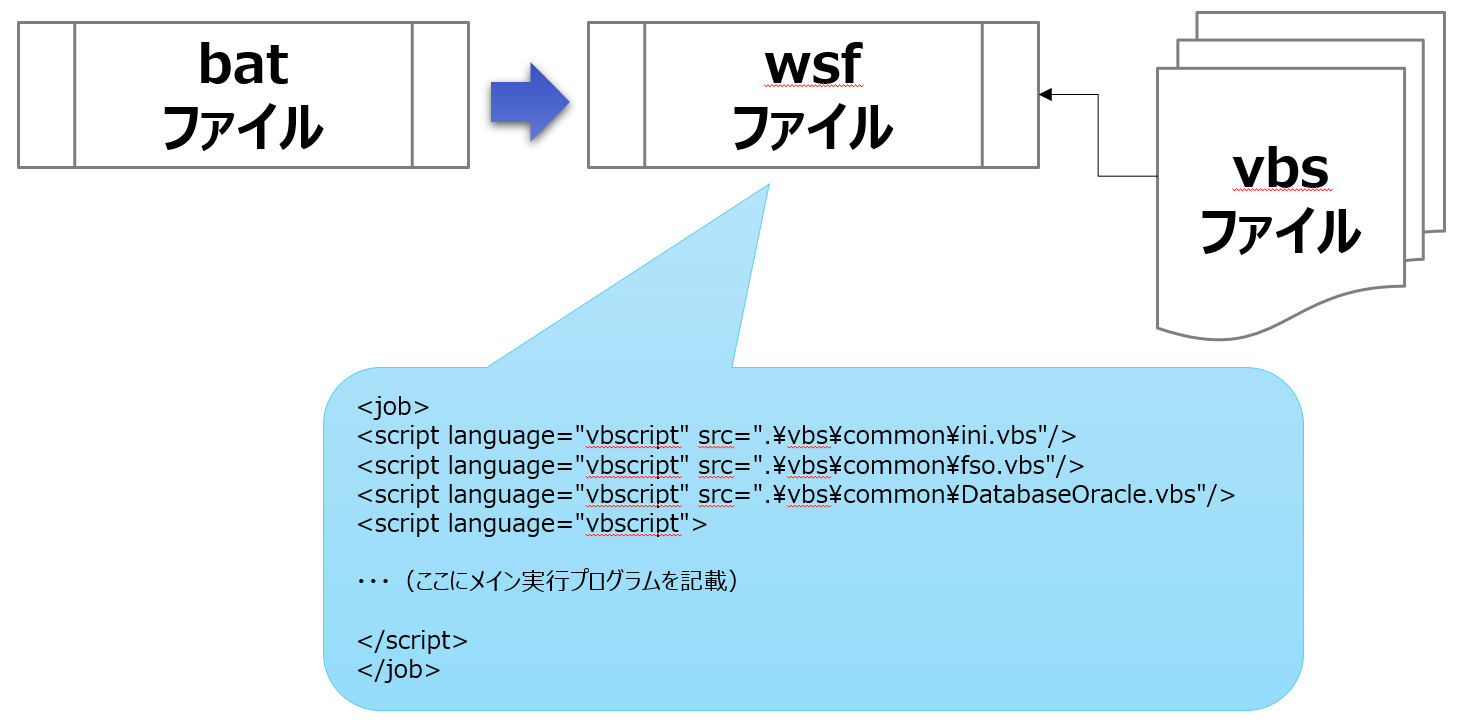 bat
ファイル
wsf
ファイル
vbs
ファイル
<job>
<script language="vbscript" src=".¥vbs¥common¥ini.vbs"/>
<script language="vbscript" src=".¥vbs¥common¥fso.vbs"/>
<script language="vbscript" src=".¥vbs¥common¥DatabaseOracle.vbs"/>
<script language="vbscript">
・・・（ここにメイン実行プログラムを記載）
</script>
</job>